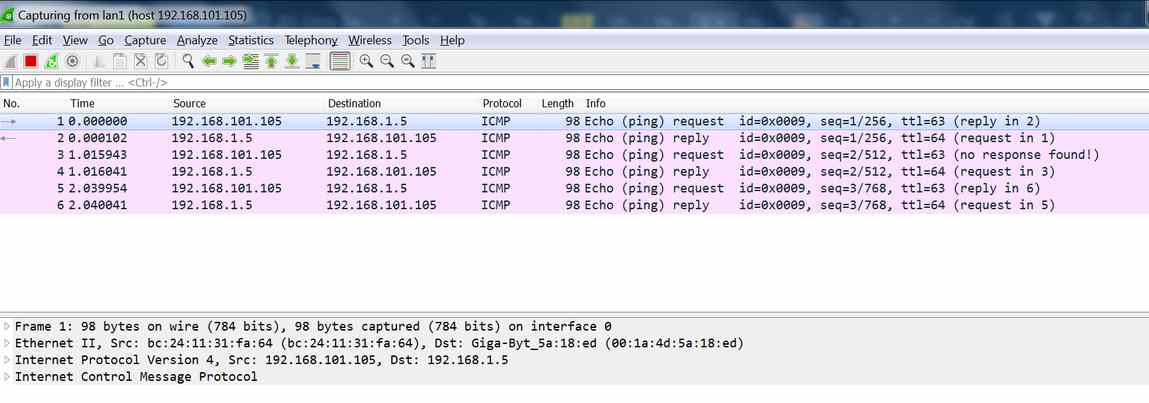 Capturing from lan1 (host 192.168.101.105)
File Edit View Go Capture Analyze Statistics Telephony Wireless Tools Help
Apply a display filter ... <Ctrl-/>
No. Time Source Destination Protocol Length Info
1 0.000000 192.168.101.105 192.168.1.5 ICMP 98 Echo (ping) request id=0x0009, seq=1/256, ttl=63 (reply in 2)
2 0.000102 192.168.1.5 192.168.101.105 ICMP 98 Echo (ping) reply id=0x0009, seq=1/256, ttl=64 (request in 1)
3 1.015943 192.168.101.105 192.168.1.5 ICMP 98 Echo (ping) request id=0x0009, seq=2/512, ttl=63 (no response found!)
4 1.016041 192.168.1.5 192.168.101.105 ICMP 98 Echo (ping) reply id=0x0009, seq=2/512, ttl=64 (request in 3)
5 2.039954 192.168.101.105 192.168.1.5 ICMP 98 Echo (ping) request id=0x0009, seq=3/768, ttl=63 (reply in 6)
6 2.040041 192.168.1.5 192.168.101.105 ICMP 98 Echo (ping) reply id=0x0009, seq=3/768, ttl=64 (request in 5)
Frame 1: 98 bytes on wire (784 bits), 98 bytes captured (784 bits) on interface 0
Ethernet II, Src: bc:24:11:31:fa:64 (bc:24:11:31:fa:64), Dst: Giga-Byt_5a:18:ed (00:1a:4d:5a:18:ed)
Internet Protocol Version 4, Src: 192.168.101.105, Dst: 192.168.1.5
Internet Control Message Protocol